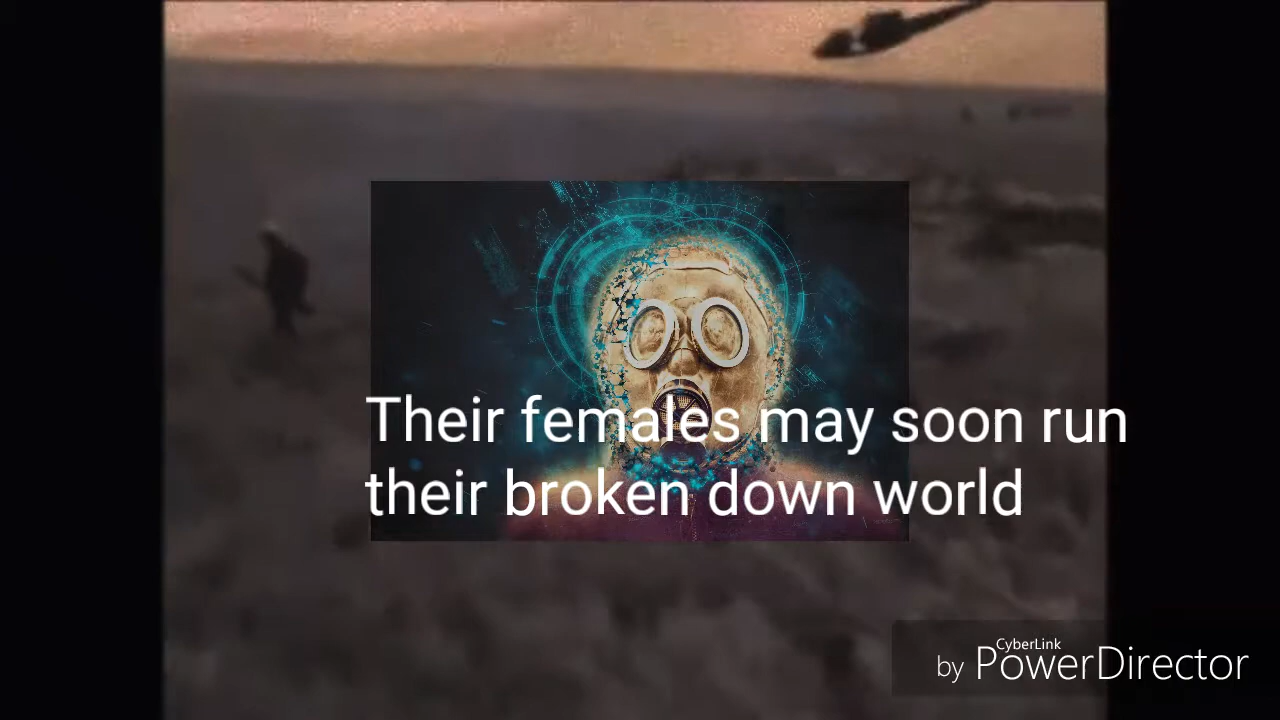 Their females may soon run
their broken down world
CyberLink
by PowerDirector